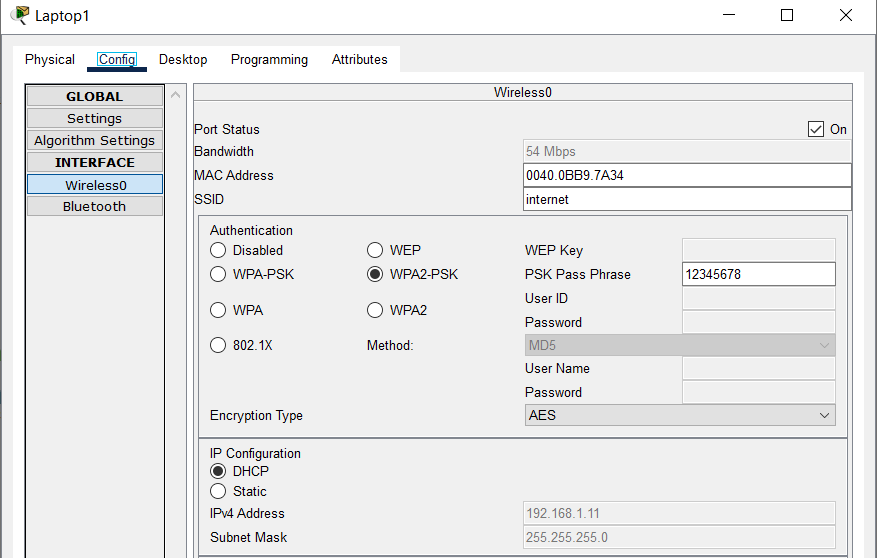 Laptop1
Physical Config Desktop Programming Attributes
GLOBAL
Settings
Algorithm Settings
INTERFACE
Wireless0
Bluetooth
Wireless0
Port Status On
Bandwidth 54 Mbps
MAC Address 0040.0BB9.7A34
SSID internet
Authentication
Disabled WEP WEP Key
WPA-PSK WPA2-PSK PSK Pass Phrase 12345678
User ID
WPA WPA2
Password
802.1X Method: MD5
User Name
Password
Encryption Type AES
IP Configuration
DHCP
Static
IPv4 Address 192.168.1.11
Subnet Mask 255.255.255.0